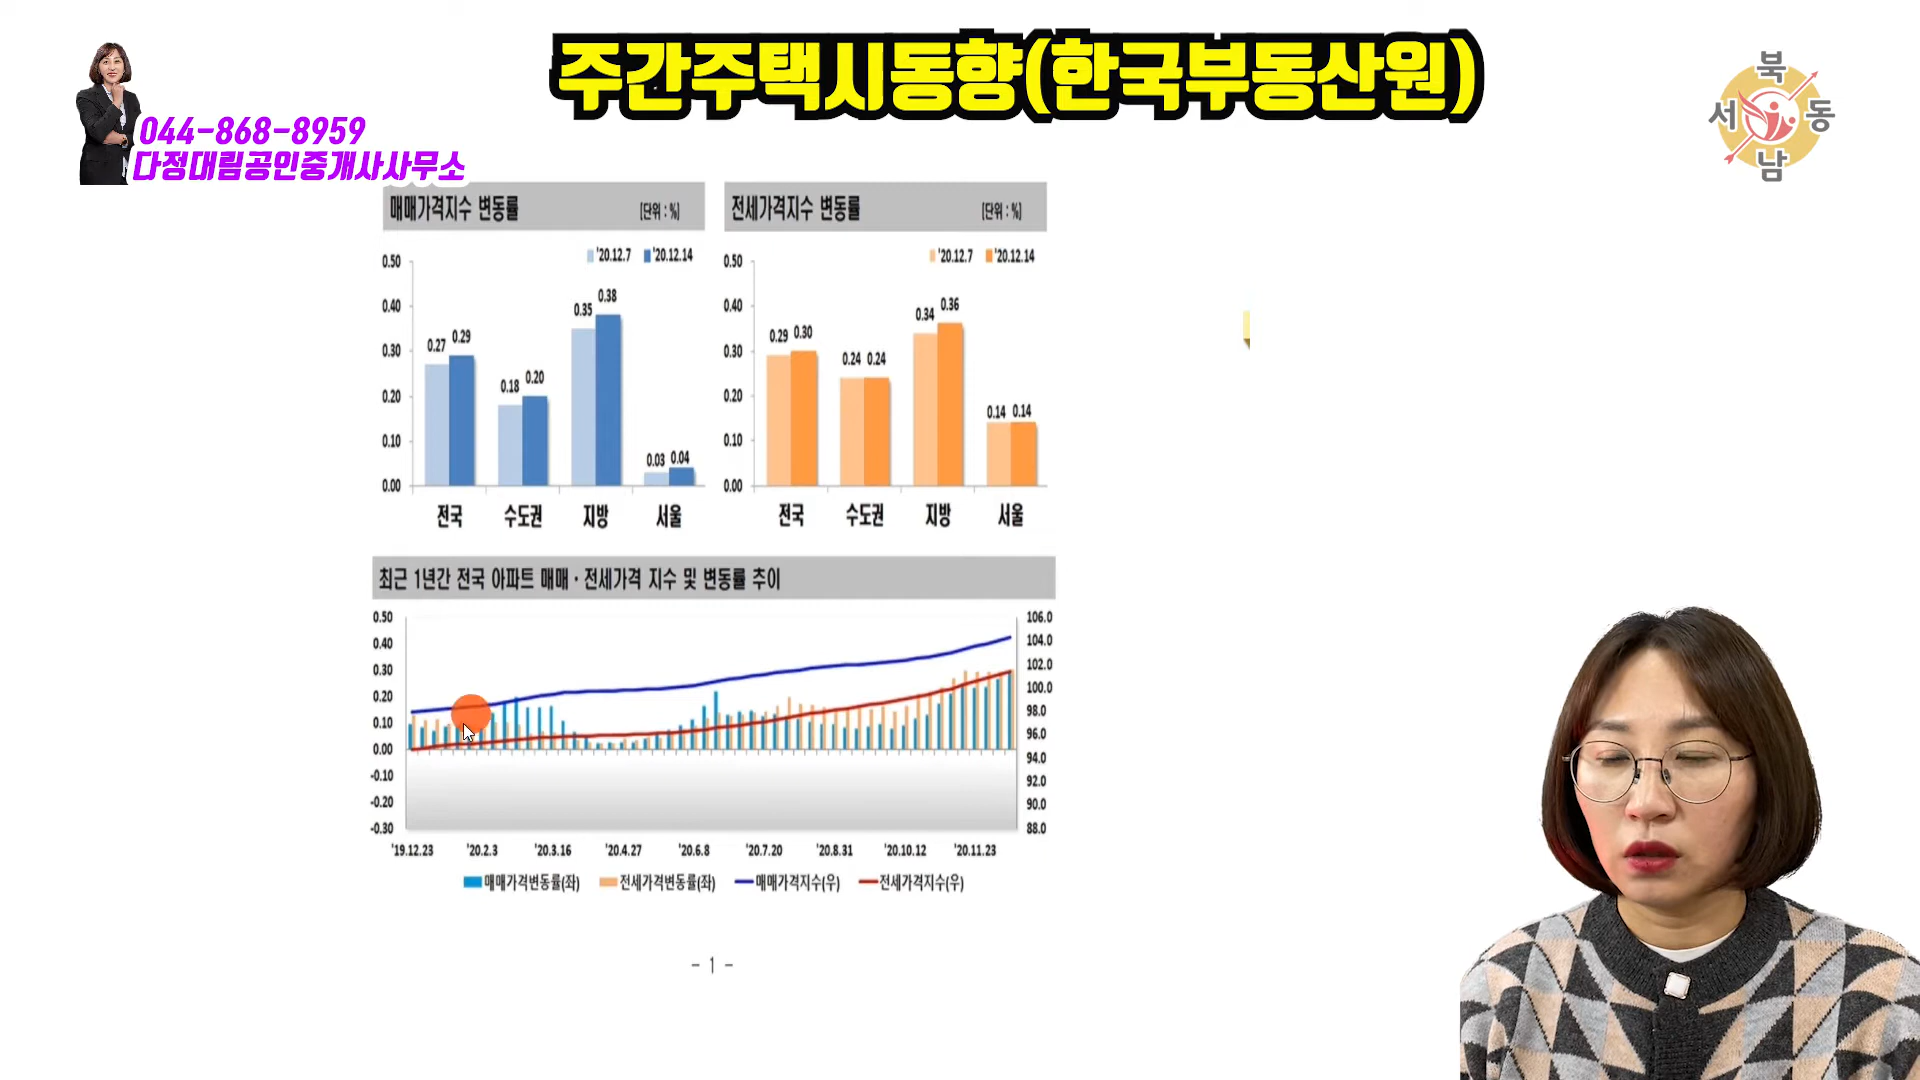 주간주택시동향(한국부동산원)
044-868-8959
다정대림공인중개사사무소
북
서 동
남
매매가격지수 변동률 [단위 : %]
'20.12.7 '20.12.14
0.50
0.40
0.30
0.20
0.10
0.00
0.27 0.29
0.18 0.20
0.35 0.38
0.03 0.04
전국 수도권 지방 서울
전세가격지수 변동률 [단위 : %]
'20.12.7 '20.12.14
0.50
0.40
0.30
0.20
0.10
0.00
0.29 0.30
0.24 0.24
0.34 0.36
0.14 0.14
전국 수도권 지방 서울
최근 1년간 전국 아파트 매매·전세가격 지수 및 변동률 추이
0.50 106.0
0.40 104.0
0.30 102.0
0.20 100.0
0.10 98.0
0.00 96.0
-0.10 94.0
-0.20 92.0
-0.30 90.0
88.0
'19.12.23 '20.2.3 '20.3.16 '20.4.27 '20.6.8 '20.7.20 '20.8.31 '20.10.12 '20.11.23
매매가격변동률(좌) 전세가격변동률(좌) 매매가격지수(우) 전세가격지수(우)
- 1 -